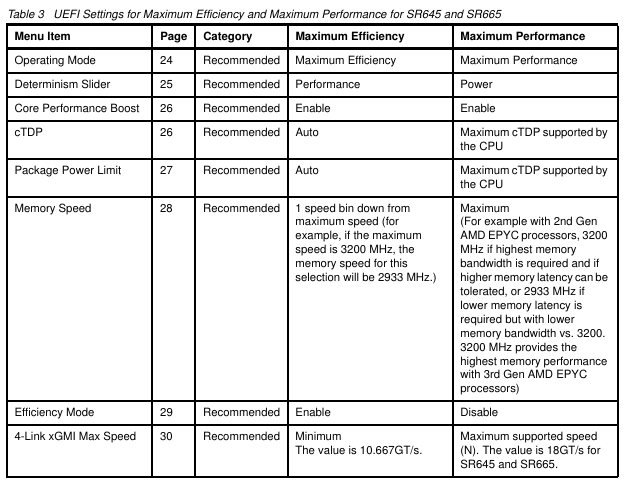 Table 3 UEFI Settings for Maximum Efficiency and Maximum Performance for SR645 and SR665
Menu Item Page Category Maximum Efficiency Maximum Performance
Operating Mode 24 Recommended Maximum Efficiency Maximum Performance
Determinism Slider 25 Recommended Performance Power
Core Performance Boost 26 Recommended Enable Enable
cTDP 26 Recommended Auto Maximum cTDP supported by
the CPU
Package Power Limit 27 Recommended Auto Maximum cTDP supported by
the CPU
Memory Speed 28 Recommended 1 speed bin down from
maximum speed (for
example, if the maximum
speed is 3200 MHz, the
memory speed for this
selection will be 2933 MHz.)
Maximum
(For example with 2nd Gen
AMD EPYC processors, 3200
MHz if highest memory
bandwidth is required and if
higher memory latency can be
tolerated, or 2933 MHz if
lower memory latency is
required but with lower
memory bandwidth vs. 3200.
3200 MHz provides the
highest memory performance
with 3rd Gen AMD EPYC
processors)
Efficiency Mode 29 Recommended Enable Disable
4-Link xGMI Max Speed 30 Recommended Minimum
The value is 10.667GT/s.
Maximum supported speed
(N). The value is 18GT/s for
SR645 and SR665.